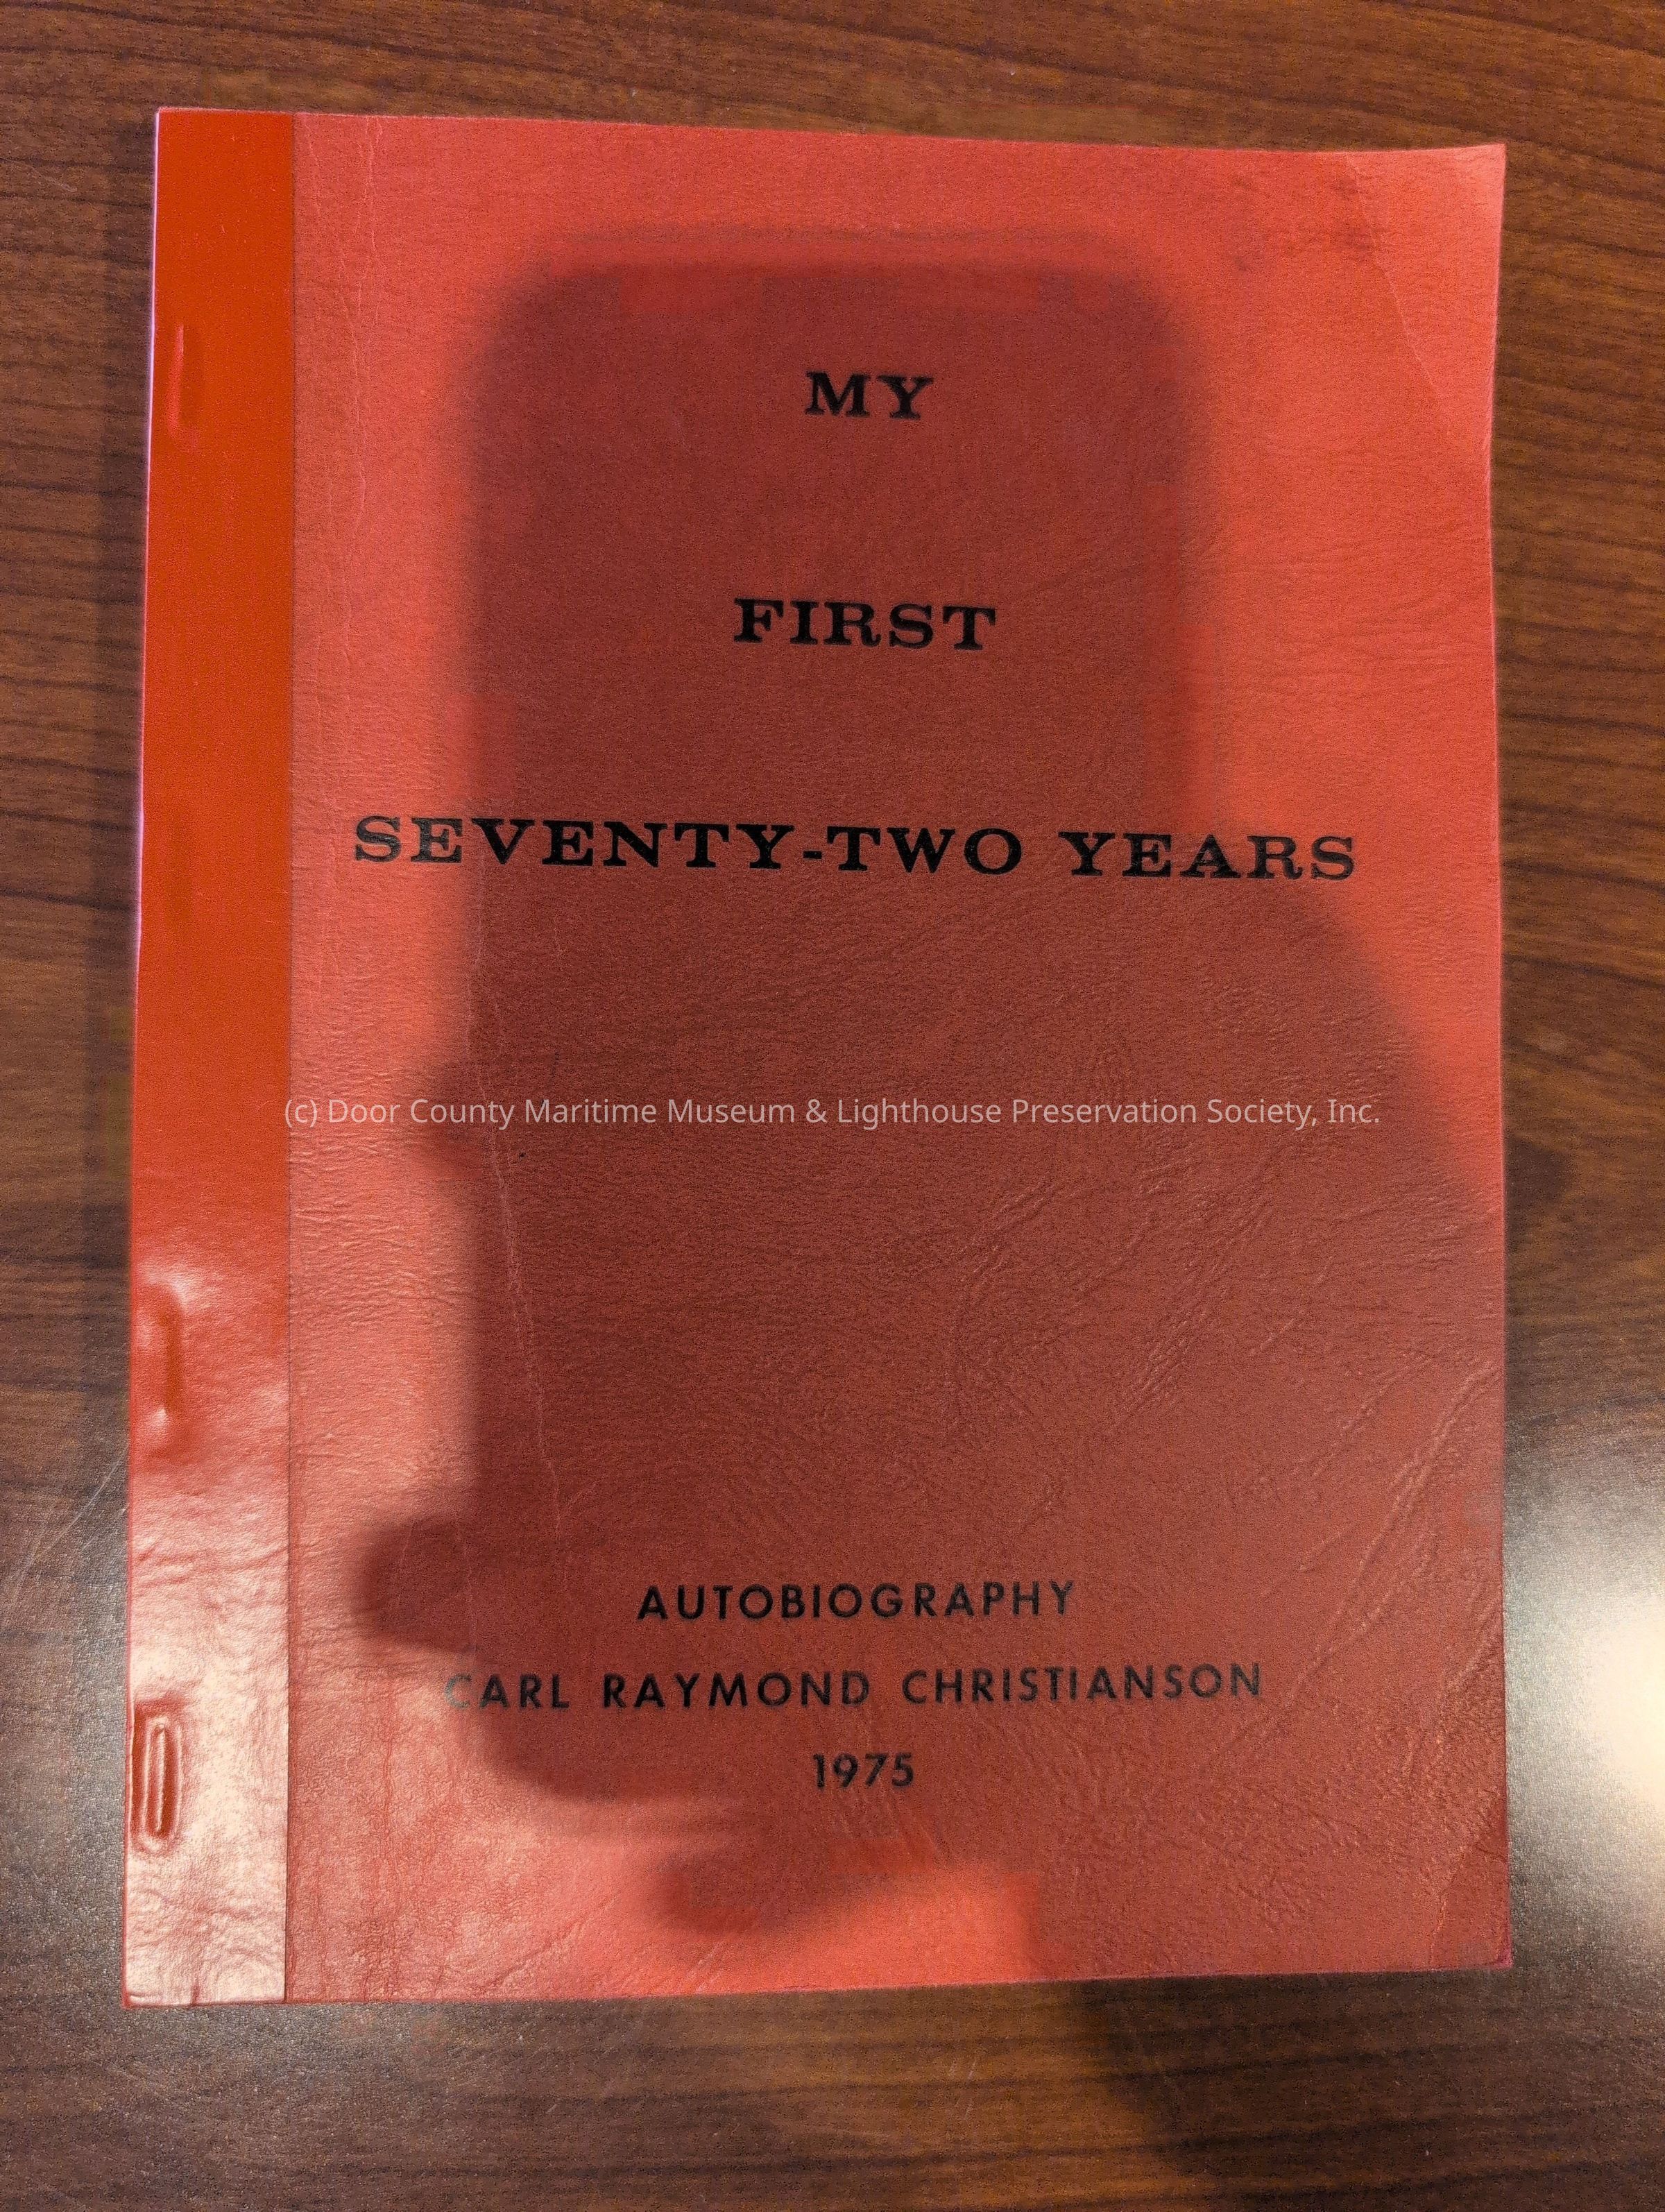 MY
FIRST
SEVENTY-TWO YEARS
(c) Door County Maritime Museum & Lighthouse Preservation Society, Inc.
AUTOBIOGRAPHY
CARL RAYMOND CHRISTIANSON
1975